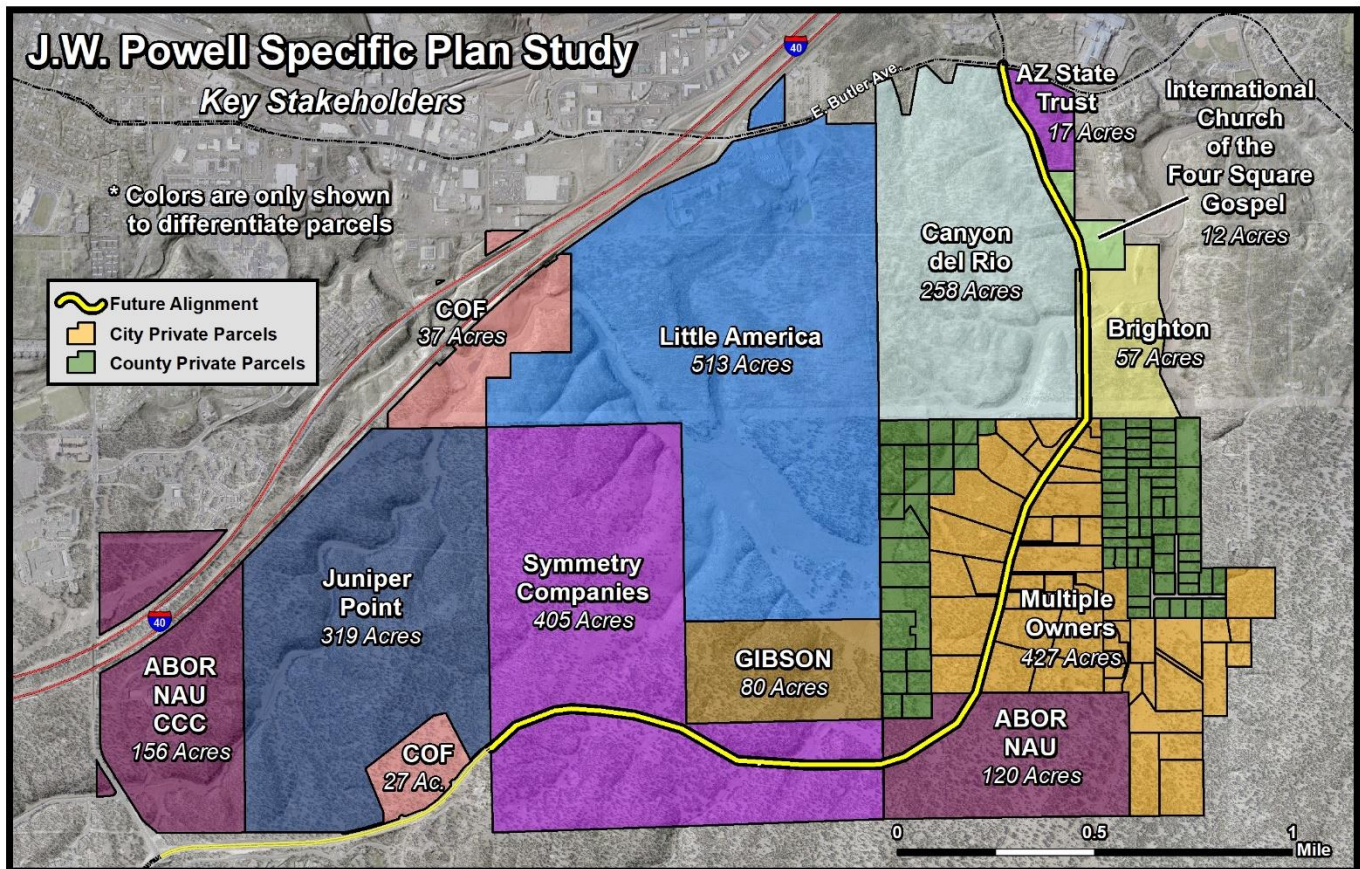 J.W. Powell Specific Plan Study
Key Stakeholders
* Colors are only shown
to differentiate parcels
Future Alignment
City Private Parcels
County Private Parcels
40
E. Butler Ave.
AZ State
Trust
17 Acres
International
Church
of the
Four Square
Gospel
12 Acres
Canyon
del Rio
258 Acres
COF
37 Acres
Little America
513 Acres
Brighton
57 Acres
Juniper
Point
319 Acres
Symmetry
Companies
405 Acres
Multiple
Owners
427 Acres
40
ABOR
NAU
CCC
156 Acres
GIBSON
80 Acres
COF
27 Ac.
ABOR
NAU
120 Acres
0 0.5 1
Mile